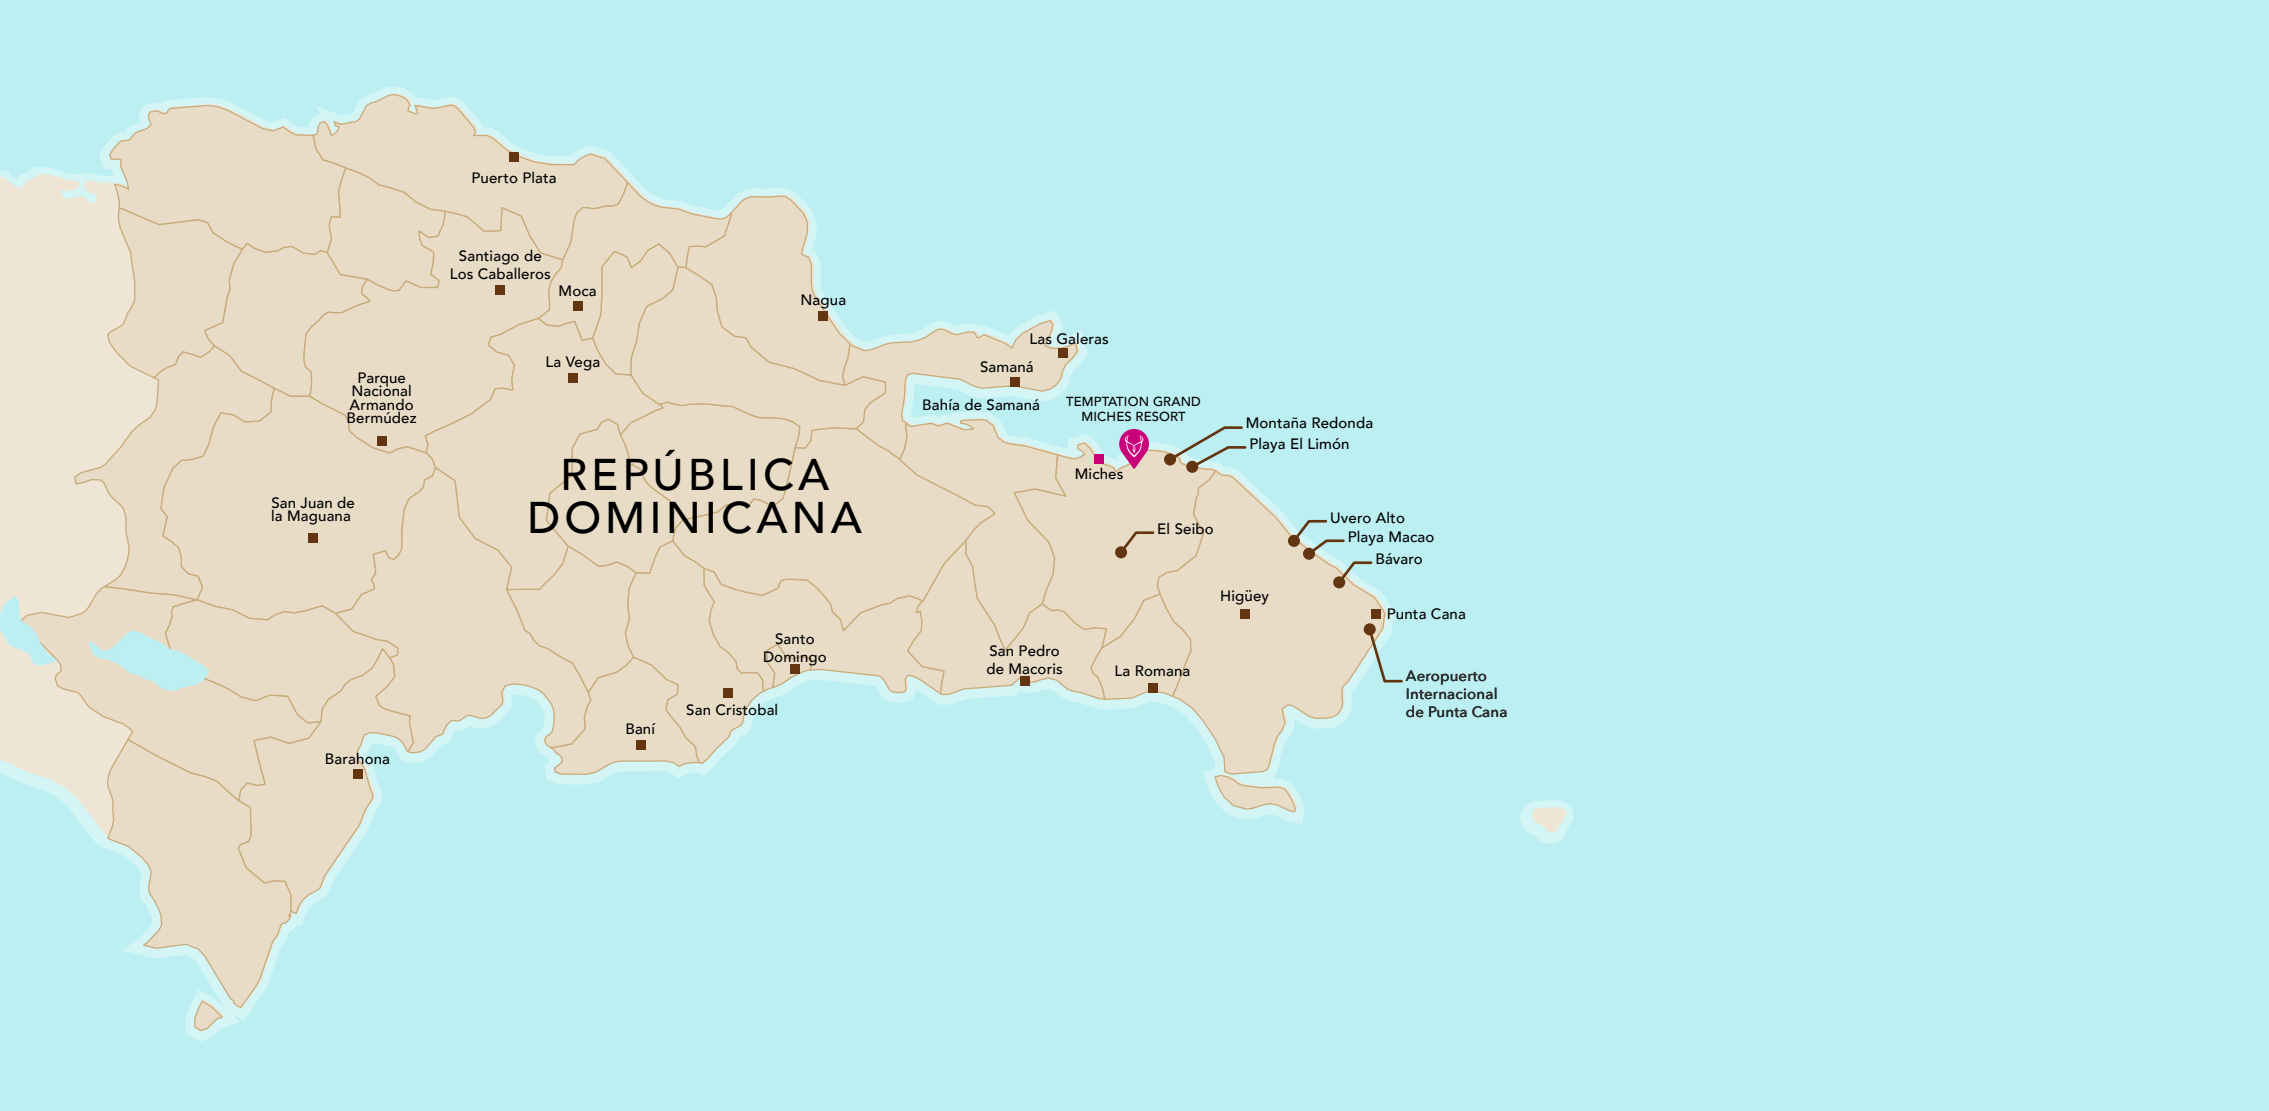 Puerto Plata
Santiago de
Los Caballeros
Moca
Nagua
Las Galeras
La Vega
Samaná
Parque
Nacional
Armando
Bermúdez
Bahía de Samaná
TEMPTATION GRAND
MICHES RESORT
Montaña Redonda
Playa El Limón
Miches
REPÚBLICA
DOMINICANA
San Juan de
la Maguana
Uvero Alto
El Seibo
Playa Macao
Bávaro
Higüey
Punta Cana
Santo
Domingo
San Pedro
de Macoris
La Romana
Aeropuerto
Internacional
de Punta Cana
San Cristobal
Baní
Barahona